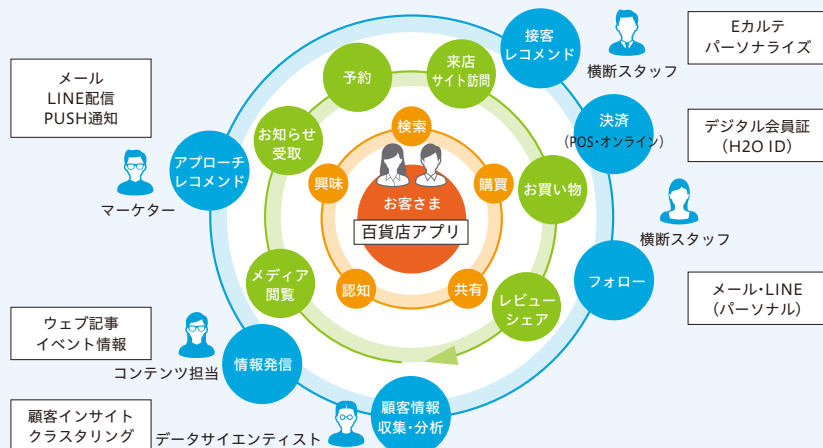 Eカルテ
パーソナライズ
接客
レコメンド
横断スタッフ
来店
サイト訪問
予約
メール
LINE配信
PUSH通知
決済
（POS・オンライン）
デジタル会員証
（H2O ID）
お知らせ
受取
検索
アプローチ
レコメンド
マーケター
興味
購買
お買い物
お客さま
百貨店アプリ
横断スタッフ
メディア
閲覧
認知
共有
レビュー
シェア
フォロー
メール・LINE
（パーソナル）
ウェブ記事
イベント情報
コンテンツ担当
情報発信
顧客情報
収集・分析
顧客インサイト
クラスタリング
データサイエンティスト